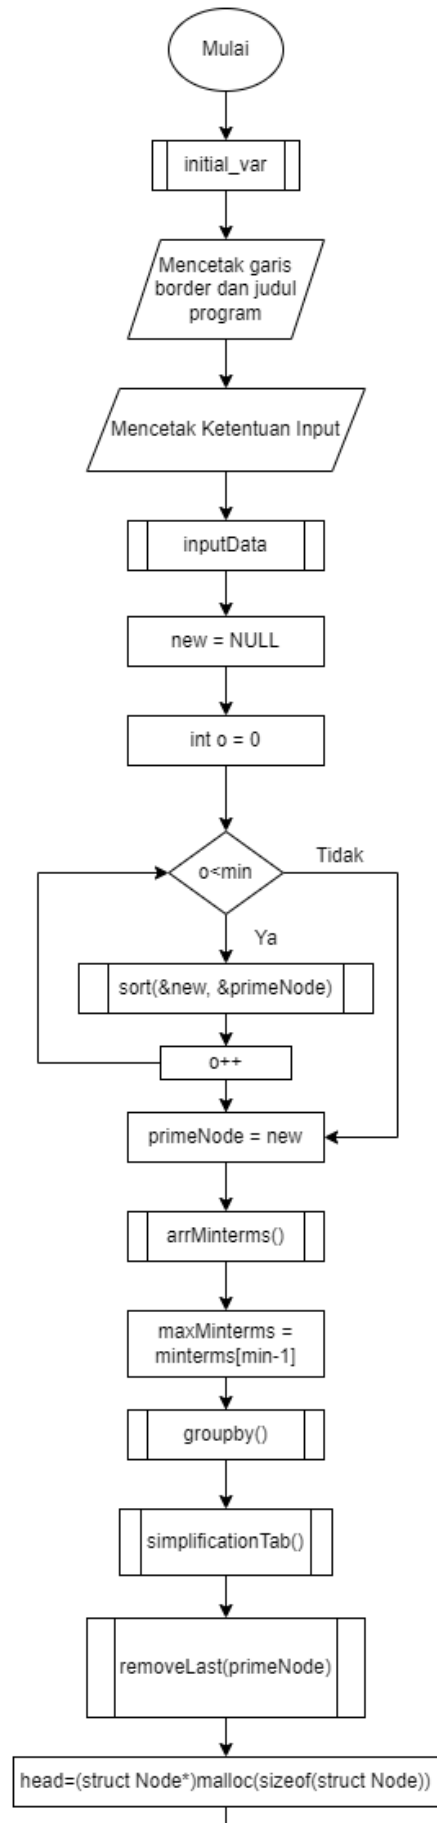 Mulai
initial_var
Mencetak garis
border dan judul
program
Mencetak Ketentuan Input
inputData
new = NULL
int o = 0
o<min
Tidak
Ya
sort(&new, &primeNode)
o++
primeNode = new
arrMinterms()
maxMinterms =
minterms[min-1]
groupby()
simplificationTab()
removeLast(primeNode)
head=(struct Node*)malloc(sizeof(struct Node))